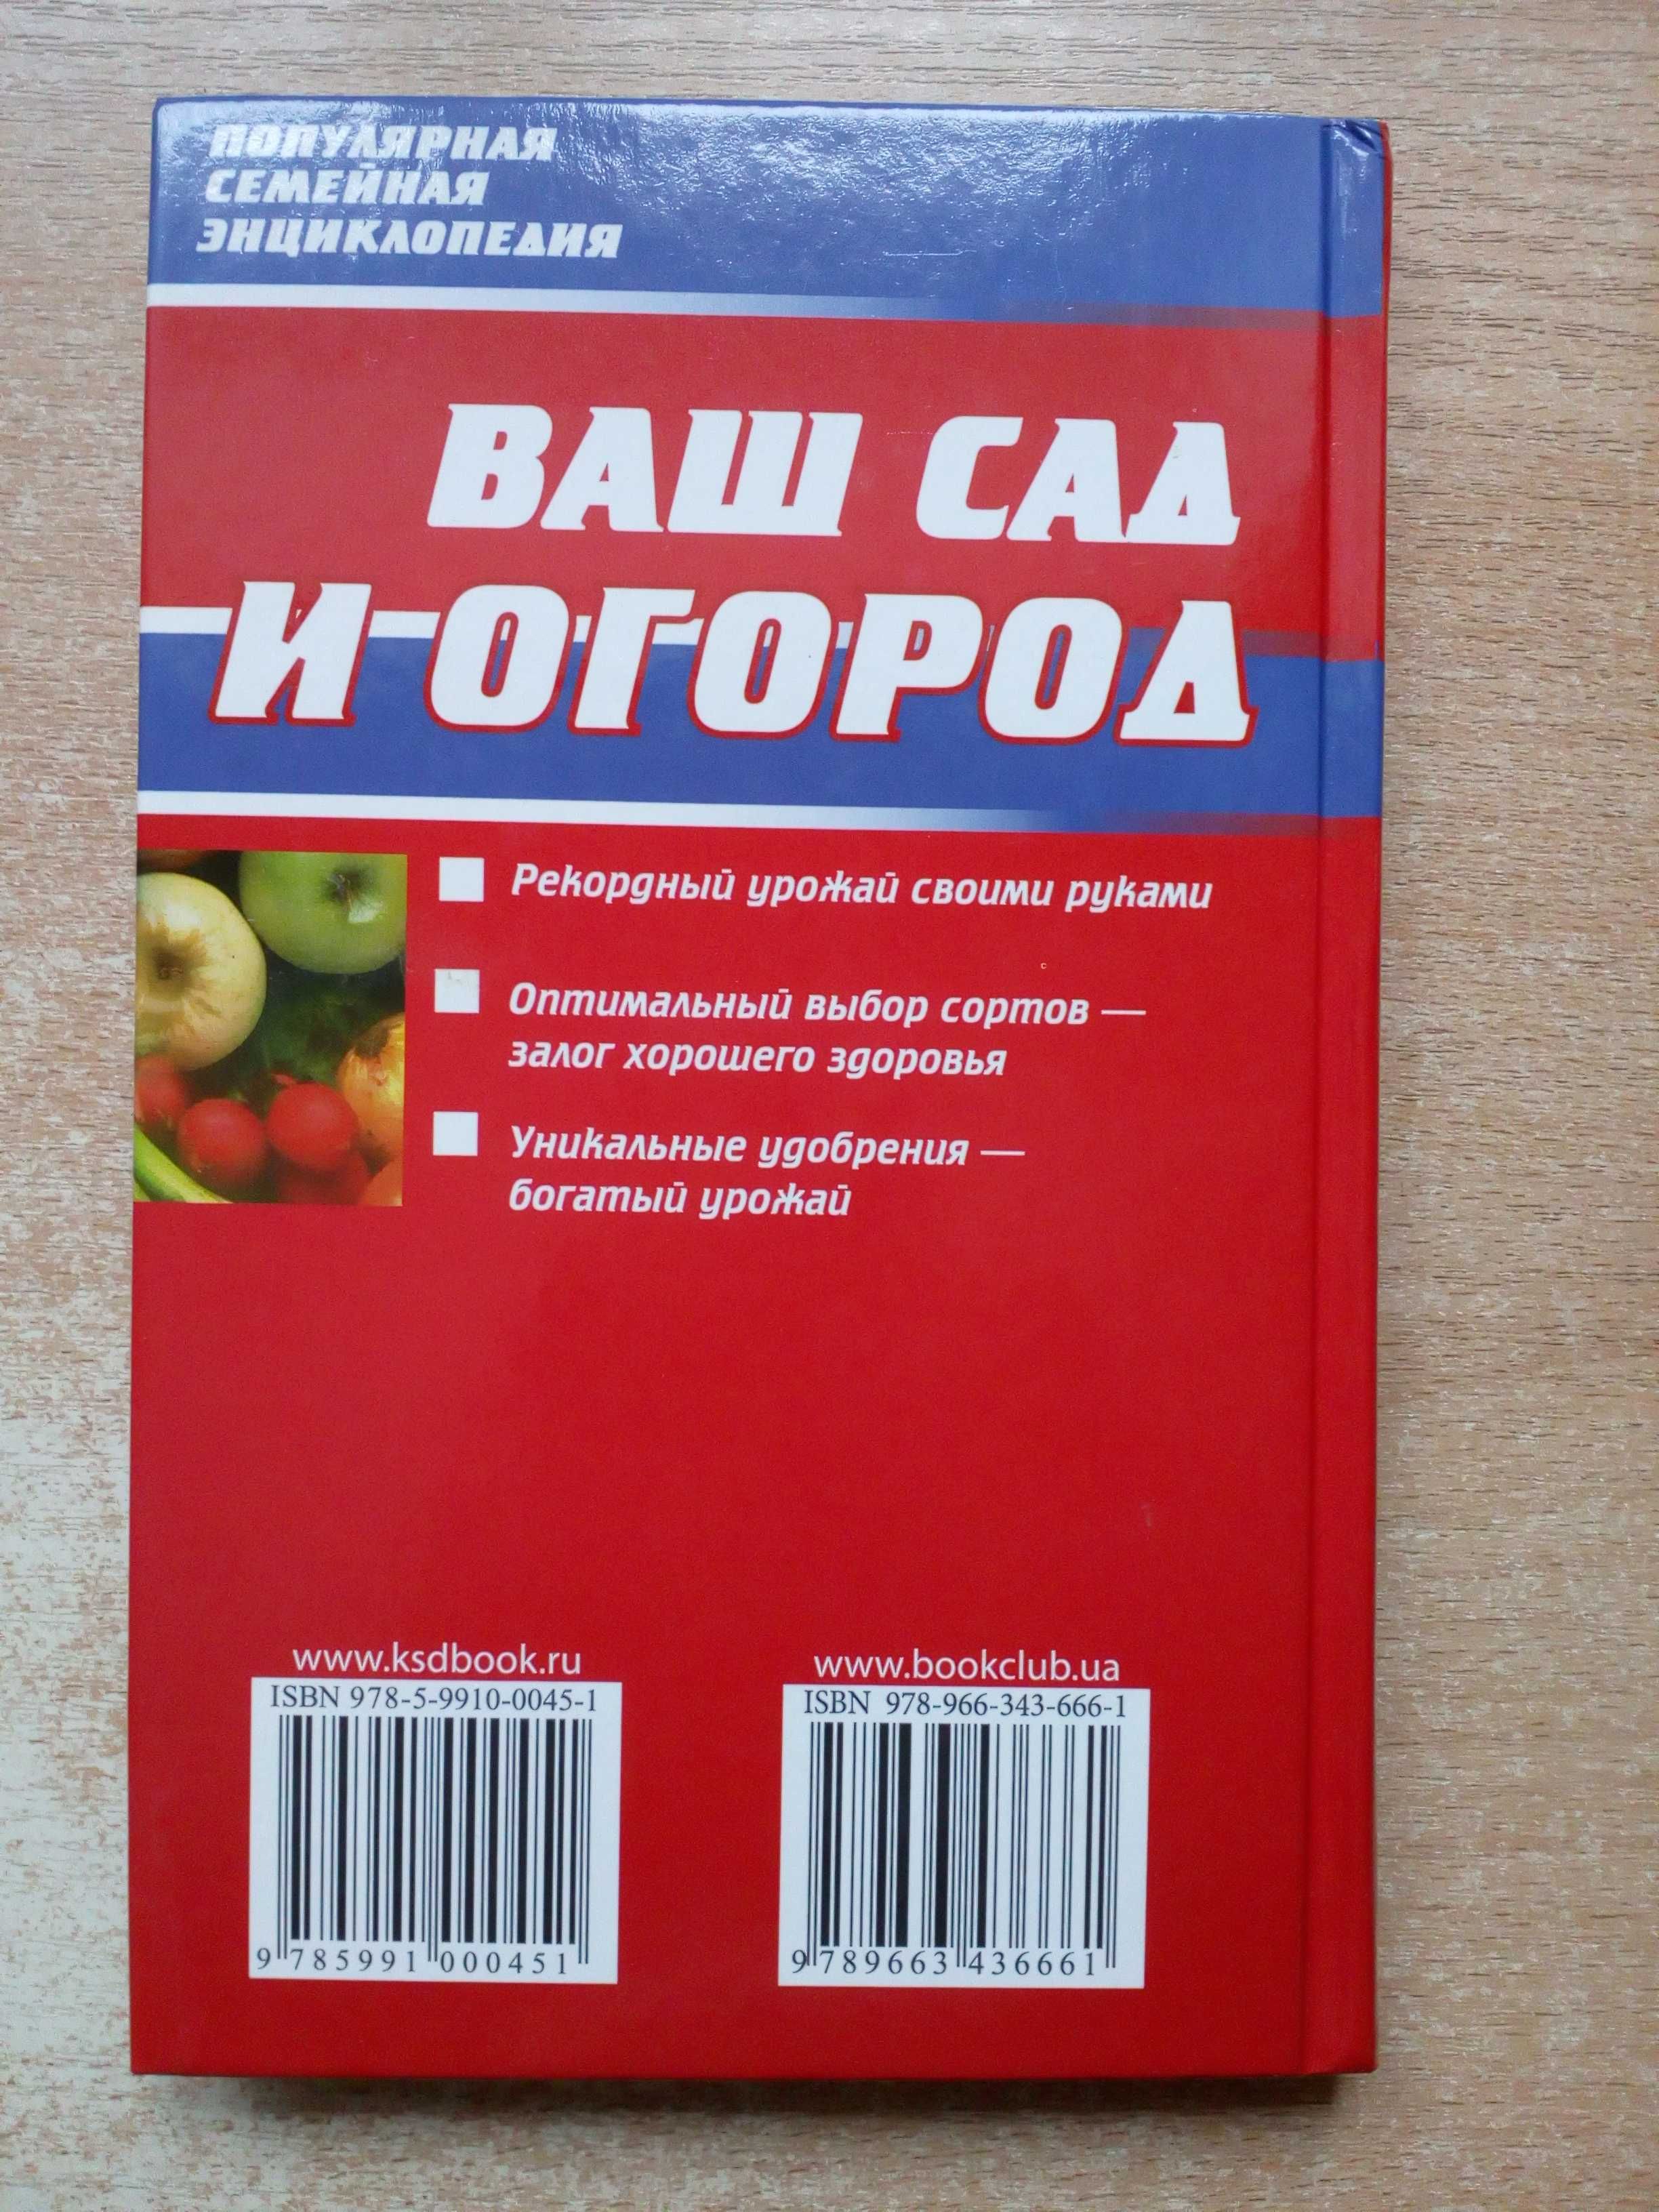 ПОПУЛЯРНАЯ
СЕМЕЙНАЯ
ЭНЦИКЛОПЕДИЯ
ВАШ САД
И ОГОРОД
Рекордный урожай своими руками
Оптимальный выбор сортов —
залог хорошего здоровья
Уникальные удобрения —
богатый урожай
www.ksdbook.ru
ISBN 978-5-9910-0045-1
9 785991 000451
www.bookclub.ua
ISBN 978-966-343-666-1
9 789663 436661